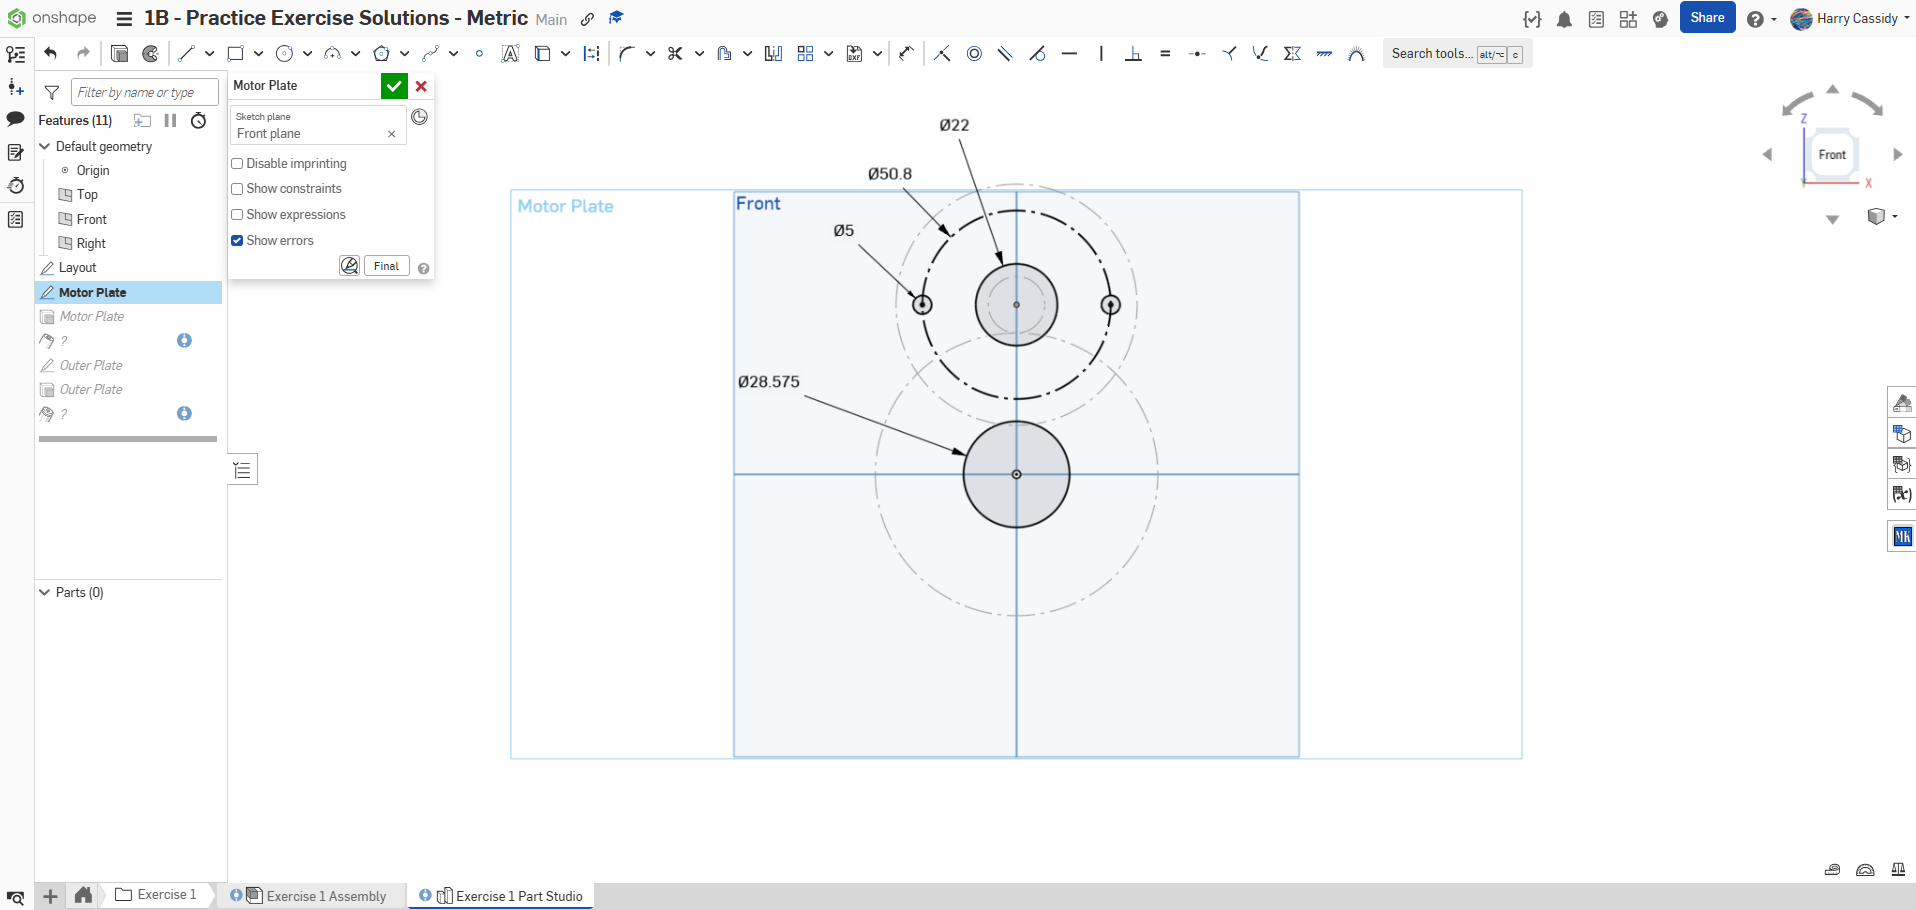 onshape
1B - Practice Exercise Solutions - Metric Main
Share
Harry Cassidy
Search tools... alt/⌥ c
Filter by name or type
Features (11)
Default geometry
Origin
Top
Front
Right
Layout
Motor Plate
Motor Plate
?
Outer Plate
Outer Plate
?
Parts (0)
Motor Plate
Sketch plane
Front plane
Disable imprinting
Show constraints
Show expressions
Show errors
Final
Motor Plate
Front
Ø22
Ø50.8
Ø5
Ø28.575
Z
Front
X
Y
(x)
MK
Exercise 1
Exercise 1 Assembly
Exercise 1 Part Studio